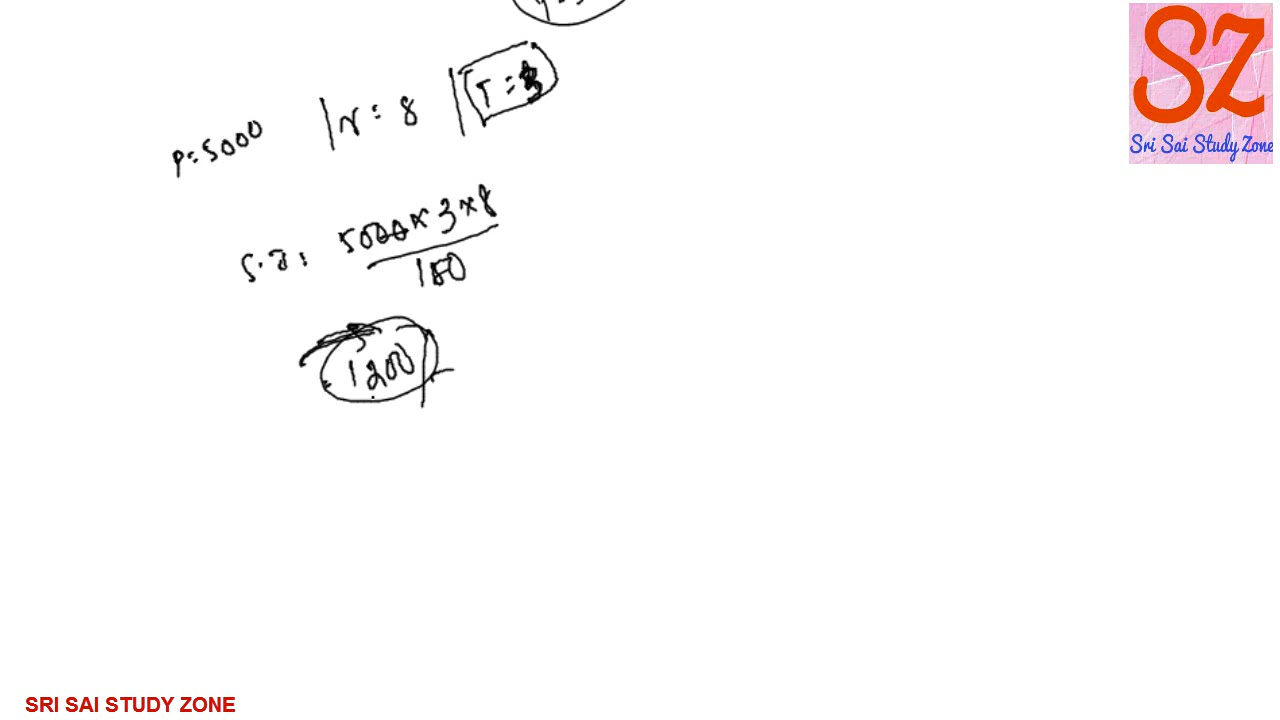 P=5000 | r = 8 | T = 3
S.I = 5000 × 3 × 8
100
1200
SZ
Sri Sai Study Zone
SRI SAI STUDY ZONE